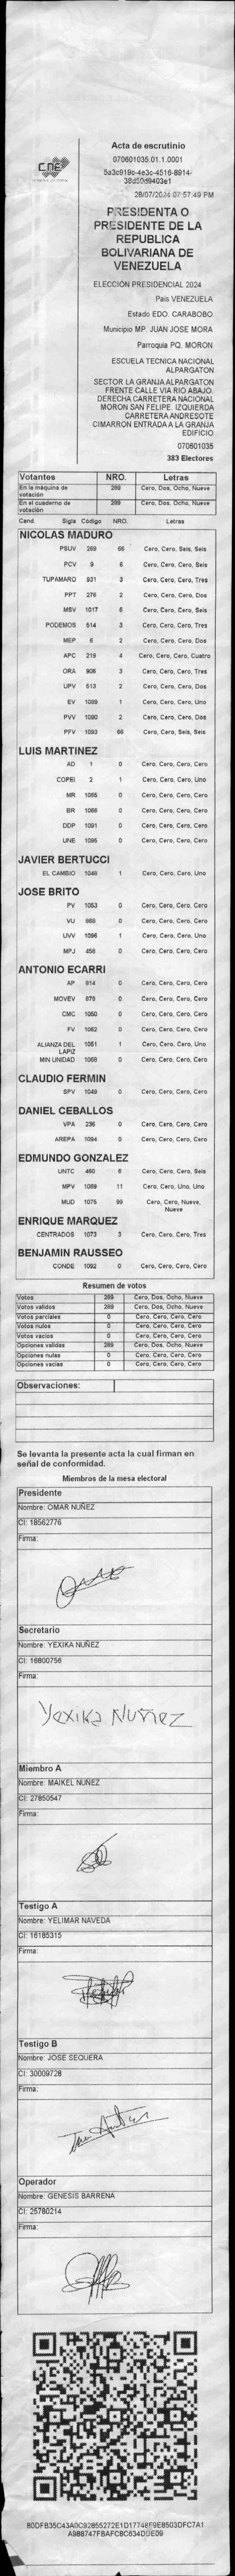 CNE
Acta de escrutinio
070601035.01.1.0001
28/07/2024 07:57:49 PM
PRESIDENTA O
PRESIDENTE DE LA
REPUBLICA
BOLIVARIANA DE
VENEZUELA
ELECCIÓN PRESIDENCIAL 2024
Pais VENEZUELA
Estado EDO. CARABOBO
Municipio MP. JUAN JOSE MORA
Parroquia PQ. MORON
ESCUELA TECNICA NACIONAL
ALPARGATON
SECTOR LA GRANJA ALPARGATON
FRENTE CALLE VIA RIO ABAJO.
DERECHA CARRETERA NACIONAL
MORON SAN FELIPE. IZQUIERDA
CARRETERA ANDRESOTE
CIMARRON ENTRADA A LA GRANJA
EDIFICIO
070601035
383 Electores
Votantes NRO. Letras
En la máquina de votación 289 Cero, Dos, Ocho, Nueve
En el cuaderno de votación 289 Cero, Dos, Ocho, Nueve
Cand. Sigla Código NRO. Letras
NICOLAS MADURO
PSUV 269 66 Cero, Cero, Seis, Seis
PCV 9 6 Cero, Cero, Cero, Seis
TUPAMARO 931 3 Cero, Cero, Cero, Tres
PPT 276 2 Cero, Cero, Cero, Dos
MSV 1017 6 Cero, Cero, Cero, Seis
PODEMOS 514 3 Cero, Cero, Cero, Tres
MEP 6 2 Cero, Cero, Cero, Dos
APC 219 4 Cero, Cero, Cero, Cuatro
ORA 906 3 Cero, Cero, Cero, Tres
UPV 513 2 Cero, Cero, Cero, Dos
EV 1089 1 Cero, Cero, Cero, Uno
PVV 1090 2 Cero, Cero, Cero, Dos
PFV 1093 66 Cero, Cero, Seis, Seis
LUIS MARTINEZ
AD 1 0 Cero, Cero, Cero, Cero
COPEI 2 1 Cero, Cero, Cero, Uno
MR 1065 0 Cero, Cero, Cero, Cero
BR 1066 0 Cero, Cero, Cero, Cero
DDP 1091 0 Cero, Cero, Cero, Cero
UNE 1095 0 Cero, Cero, Cero, Cero
JAVIER BERTUCCI
EL CAMBIO 1046 1 Cero, Cero, Cero, Uno
JOSE BRITO
PV 1053 0 Cero, Cero, Cero, Cero
VU 968 0 Cero, Cero, Cero, Cero
UVV 1096 1 Cero, Cero, Cero, Uno
MPJ 458 0 Cero, Cero, Cero, Cero
ANTONIO ECARRI
AP 814 0 Cero, Cero, Cero, Cero
MOVEV 876 0 Cero, Cero, Cero, Cero
CMC 1050 0 Cero, Cero, Cero, Cero
FV 1062 0 Cero, Cero, Cero, Cero
ALIANZA DEL LAPIZ 1051 1 Cero, Cero, Cero, Uno
MIN UNIDAD 1068 0 Cero, Cero, Cero, Cero
CLAUDIO FERMIN
SPV 1049 0 Cero, Cero, Cero, Cero
DANIEL CEBALLOS
VPA 236 0 Cero, Cero, Cero, Cero
AREPA 1094 0 Cero, Cero, Cero, Cero
EDMUNDO GONZALEZ
UNTC 460 6 Cero, Cero, Cero, Seis
MPV 1059 11 Cero, Cero, Uno, Uno
MUD 1075 99 Cero, Cero, Nueve, Nueve
ENRIQUE MARQUEZ
CENTRADOS 1073 3 Cero, Cero, Cero, Tres
BENJAMIN RAUSSEO
CONDE 1092 0 Cero, Cero, Cero, Cero
Resumen de votos
Votos 289 Cero, Dos, Ocho, Nueve
Votos validos 289 Cero, Dos, Ocho, Nueve
Votos parciales 0 Cero, Cero, Cero, Cero
Votos nulos 0 Cero, Cero, Cero, Cero
Votos vacios 0 Cero, Cero, Cero, Cero
Opciones validas 289 Cero, Dos, Ocho, Nueve
Opciones nulas 0 Cero, Cero, Cero, Cero
Opciones vacias 0 Cero, Cero, Cero, Cero
Observaciones:
Se levanta la presente acta la cual firman en
señal de conformidad.
Miembros de la mesa electoral
Presidente
Nombre: OMAR NUÑEZ
CI: 18562776
Firma:
Secretario
Nombre: YEXIKA NUÑEZ
CI: 16800756
Firma:
Yexika Nuñez
Miembro A
Nombre: MAIKEL NUÑEZ
CI: 27850547
Firma:
Testigo A
Nombre: YELIMAR NAVEDA
CI: 16185315
Firma:
Testigo B
Nombre: JOSE SEQUERA
CI: 30009728
Firma:
Operador
Nombre: GENESIS BARRENA
CI: 25780214
Firma: